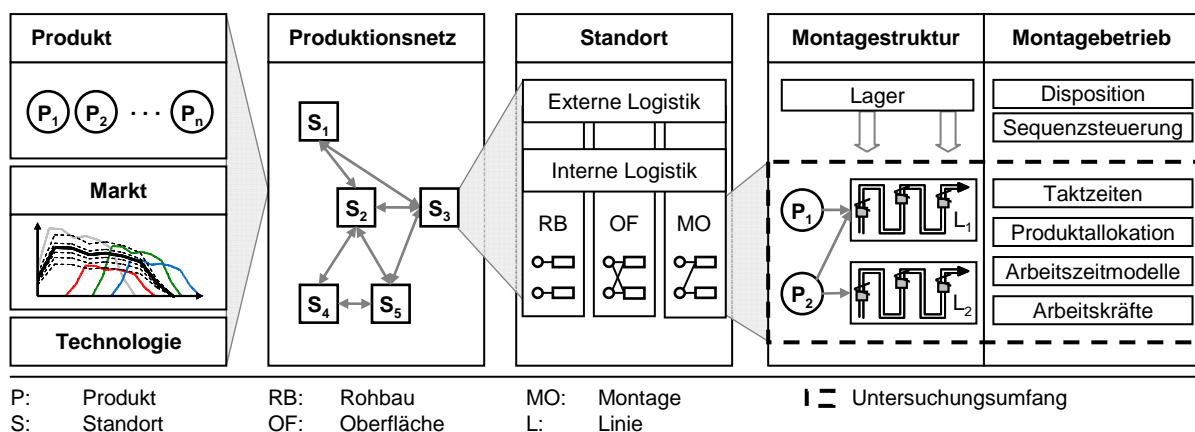 Produkt
P1 P2 . . . Pn
Markt
Technologie
Produktionsnetz
S1
S2
S3
S4
S5
Standort
Externe Logistik
Interne Logistik
RB OF MO
Montagestruktur
Lager
P1
L1
P2
L2
Montagebetrieb
Disposition
Sequenzsteuerung
Taktzeiten
Produktallokation
Arbeitszeitmodelle
Arbeitskräfte
P: Produkt RB: Rohbau MO: Montage Untersuchungsumfang
S: Standort OF: Oberfläche L: Linie